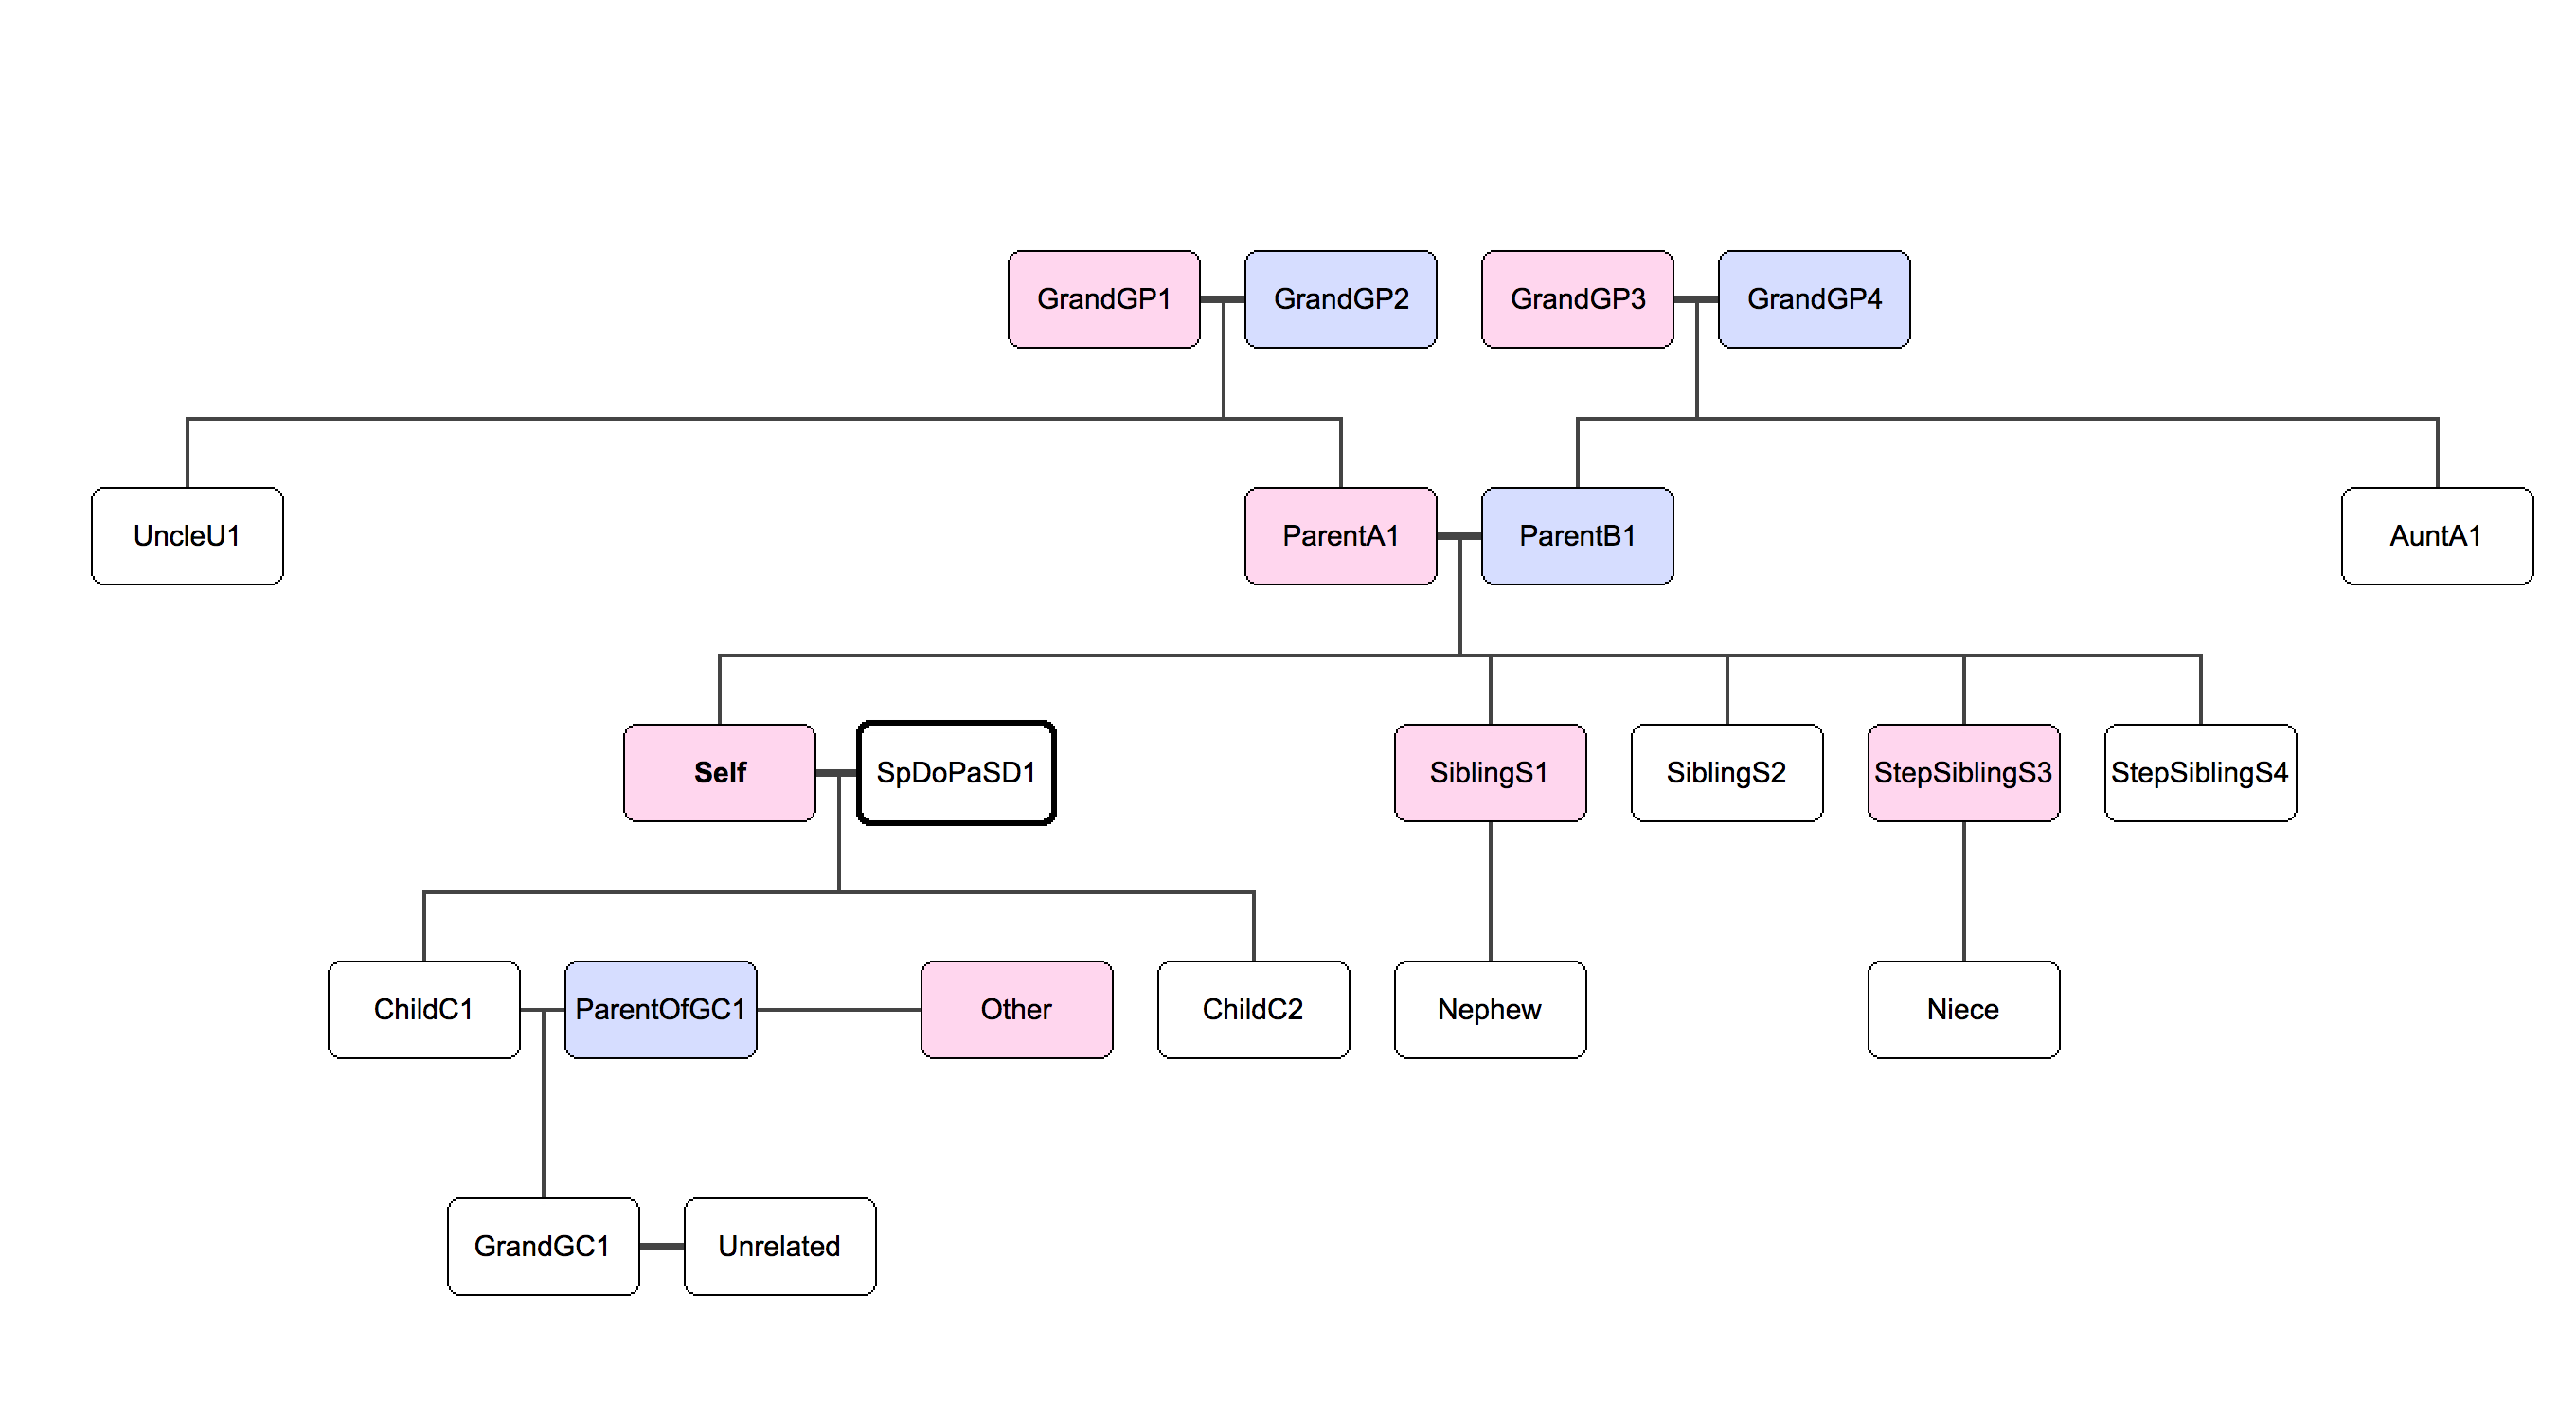 GrandGP1
GrandGP2
GrandGP3
GrandGP4
UncleU1
ParentA1
ParentB1
AuntA1
Self
SpDoPaSD1
SiblingS1
SiblingS2
StepSiblingS3
StepSiblingS4
ChildC1
ParentOfGC1
Other
ChildC2
Nephew
Niece
GrandGC1
Unrelated